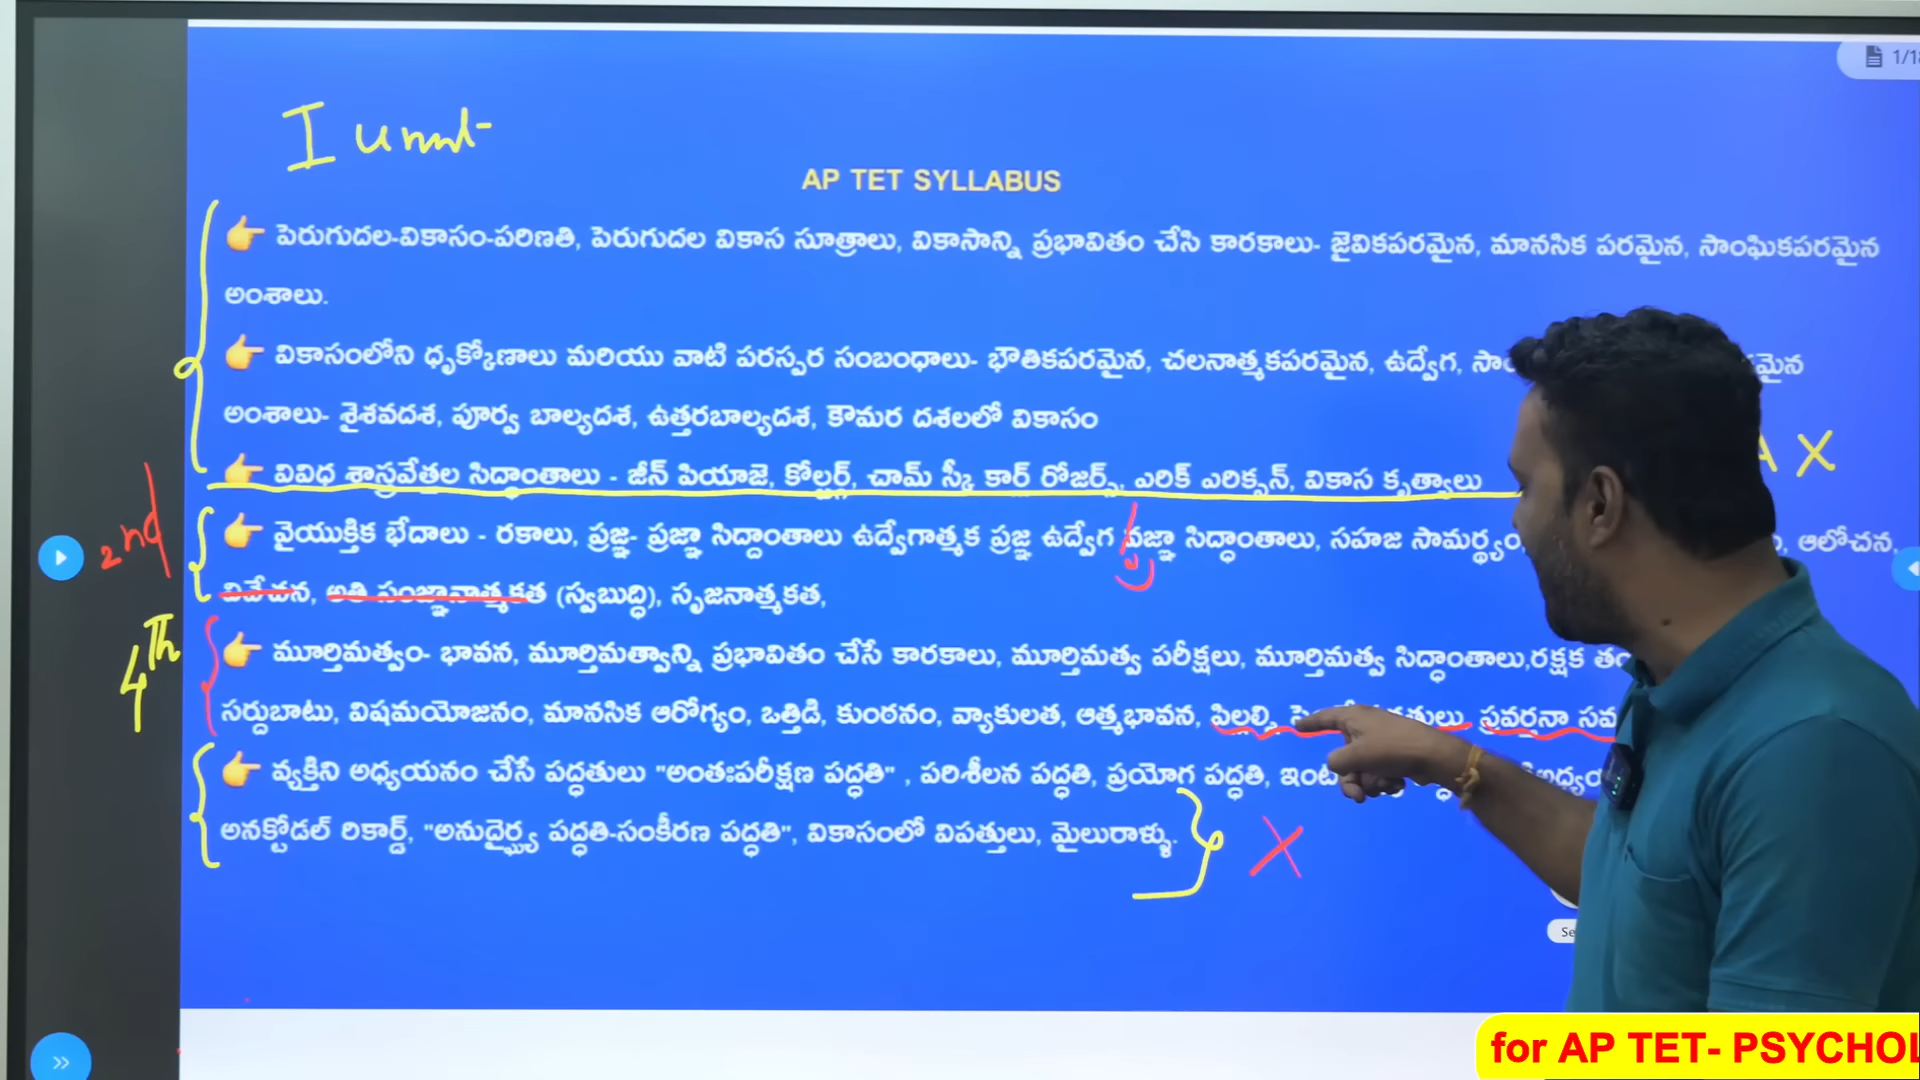 1/18
I unit
AP TET SYLLABUS
పెరుగుదల-వికాసం-పరిణతి, పెరుగుదల వికాస సూత్రాలు, వికాసాన్ని ప్రభావితం చేసి కారకాలు- జైవికపరమైన, మానసిక పరమైన, సాంఘికపరమైన
అంశాలు.
వికాసంలోని ధృక్కోణాలు మరియు వాటి పరస్పర సంబంధాలు- భౌతికపరమైన, చలనాత్మకపరమైన, ఉద్వేగ,
అంశాలు- శైశవదశ, పూర్వ బాల్యదశ, ఉత్తరబాల్యదశ, కౌమర దశలలో వికాసం
వివిధ శాస్త్రవేత్తల సిద్ధాంతాలు - జీన్ పియాజె, కోల్బర్గ్, చామ్ స్కీ కార్ల్ రోజర్స్, ఎరిక్ ఎరిక్సన్, వికాస కృత్యాలు
X
2nd
వైయుక్తిక భేదాలు - రకాలు, ప్రజ్ఞ- ప్రజ్ఞా సిద్దాంతాలు ఉద్వేగాత్మక ప్రజ్ఞ ఉద్వేగ సిద్ధాంతాలు, సహజ సామర్థ్యం, ఆలోచన,
విచేచన, అతి సంజ్ఞానాత్మకత (స్వబుద్ధి), సృజనాత్మకత,
4th
మూర్తిమత్వం- భావన, మూర్తిమత్వాన్ని ప్రభావితం చేసే కారకాలు, మూర్తిమత్వ పరీక్షలు, మూర్తిమత్వ సిద్ధాంతాలు,రక్షక
సర్దుబాటు, విషమయోజనం, మానసిక ఆరోగ్యం, ఒత్తిడి, కుంఠనం, వ్యాకులత, ఆత్మభావన, పిల్లల్ని ప్రవర్తనా
వ్యక్తిని అధ్యయనం చేసే పద్ధతులు "అంతఃపరీక్షణ పద్ధతి" , పరిశీలన పద్ధతి, ప్రయోగ పద్ధతి,
అనక్డోటల్ రికార్డ్, "అనుదైర్ఘ్య పద్ధతి-సంకీరణ పద్ధతి", వికాసంలో విపత్తులు, మైలురాళ్ళు.
X
for AP TET- PSYCHOL